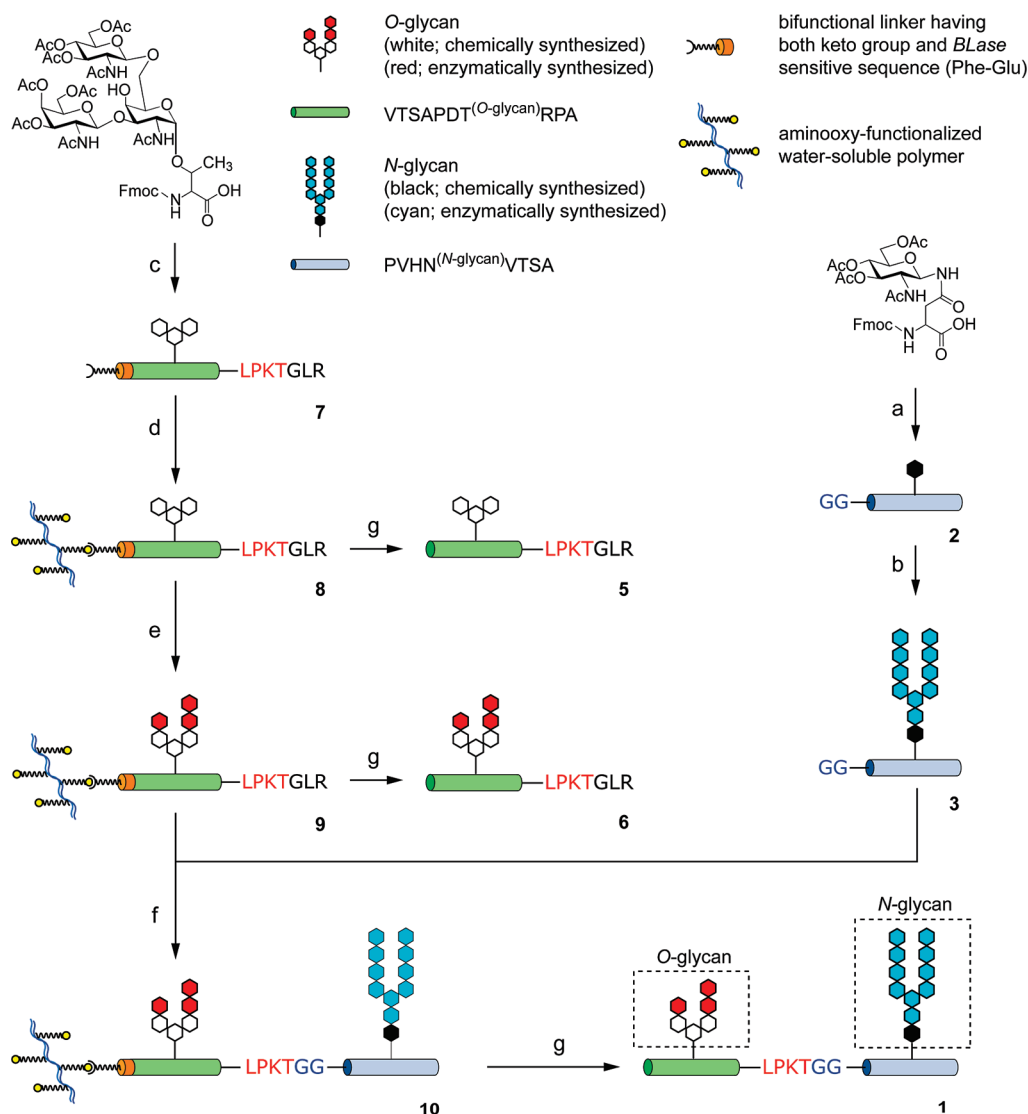 OAc
AcO
AcO
AcNH
O
OAc
OAc
HO
O
AcO
O
AcNH
AcNH
O
CH3
Fmoc
N
H
OH
O
O-glycan
(white; chemically synthesized)
(red; enzymatically synthesized)
VTSAPDT(O-glycan)RPA
N-glycan
(black; chemically synthesized)
(cyan; enzymatically synthesized)
PVHN(N-glycan)VTSA
bifunctional linker having
both keto group and BLase
sensitive sequence (Phe-Glu)
aminooxy-functionalized
water-soluble polymer
OAc
AcO
AcO
O
H
N
AcNH
O
Fmoc
N
H
OH
O
c
LPKTGLR
7
a
d
GG
2
LPKTGLR
8
g
LPKTGLR
5
b
e
LPKTGLR
9
g
LPKTGLR
6
GG
3
f
LPKTGG
10
g
O-glycan
N-glycan
LPKTGG
1